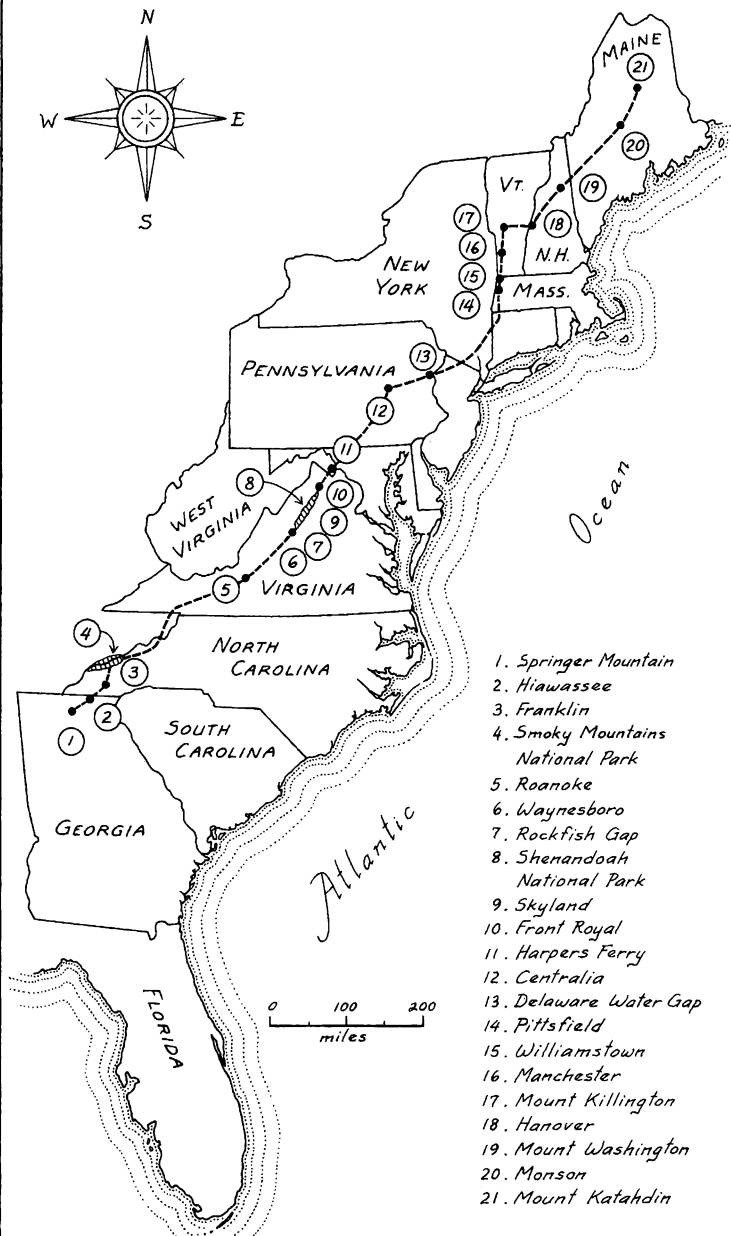 N
W
E
S
MAINE
21
20
VT.
19
17
18
16
N.H.
NEW
YORK
15
MASS.
14
13
PENNSYLVANIA
12
11
8
10
WEST
VIRGINIA
9
7
6
5
VIRGINIA
Ocean
4
NORTH
CAROLINA
3
2
1
SOUTH
CAROLINA
GEORGIA
Atlantic
FLORIDA
0 100 200
miles
1. Springer Mountain
2. Hiawassee
3. Franklin
4. Smoky Mountains
National Park
5. Roanoke
6. Waynesboro
7. Rockfish Gap
8. Shenandoah
National Park
9. Skyland
10. Front Royal
11. Harpers Ferry
12. Centralia
13. Delaware Water Gap
14. Pittsfield
15. Williamstown
16. Manchester
17. Mount Killington
18. Hanover
19. Mount Washington
20. Monson
21. Mount Katahdin